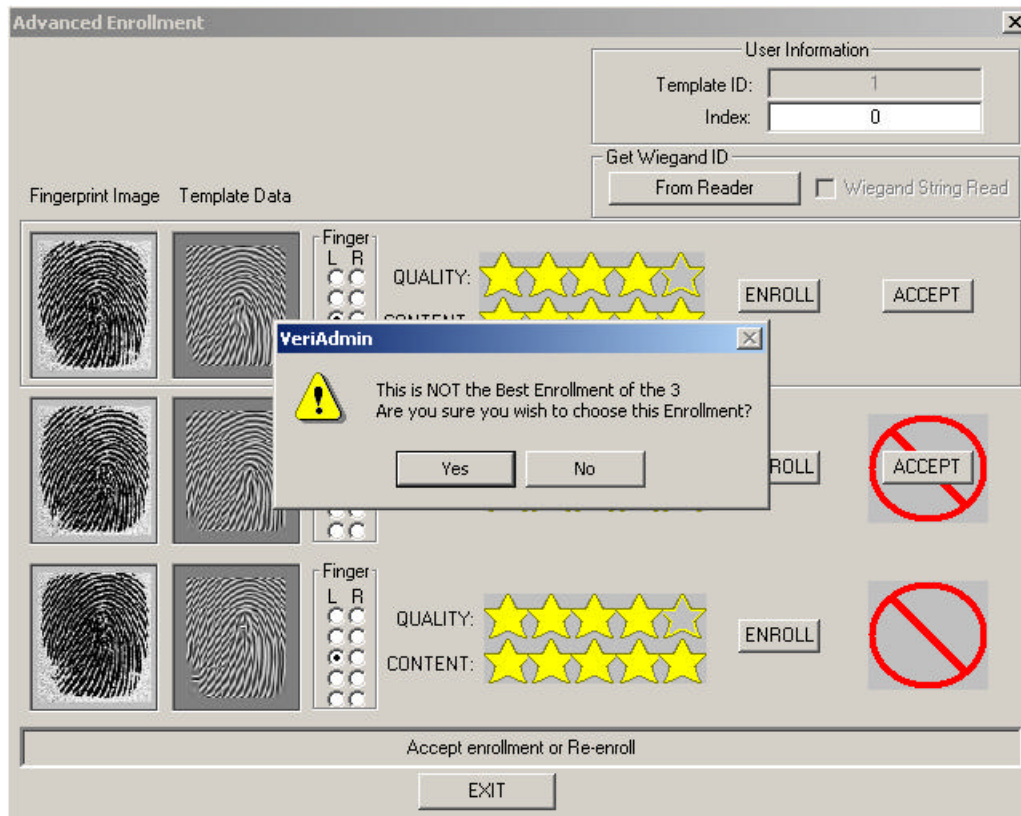 Advanced Enrollment
User Information
Template ID: 1
Index: 0
Get Wiegand ID
From Reader Wiegand String Read
Fingerprint Image Template Data
Finger
L R
QUALITY:
ENROLL ACCEPT
CONTENT
VeriAdmin
This is NOT the Best Enrollment of the 3
Are you sure you wish to choose this Enrollment?
Yes No
ROLL ACCEPT
Finger
L R
QUALITY:
ENROLL
CONTENT:
Accept enrollment or Re-enroll
EXIT